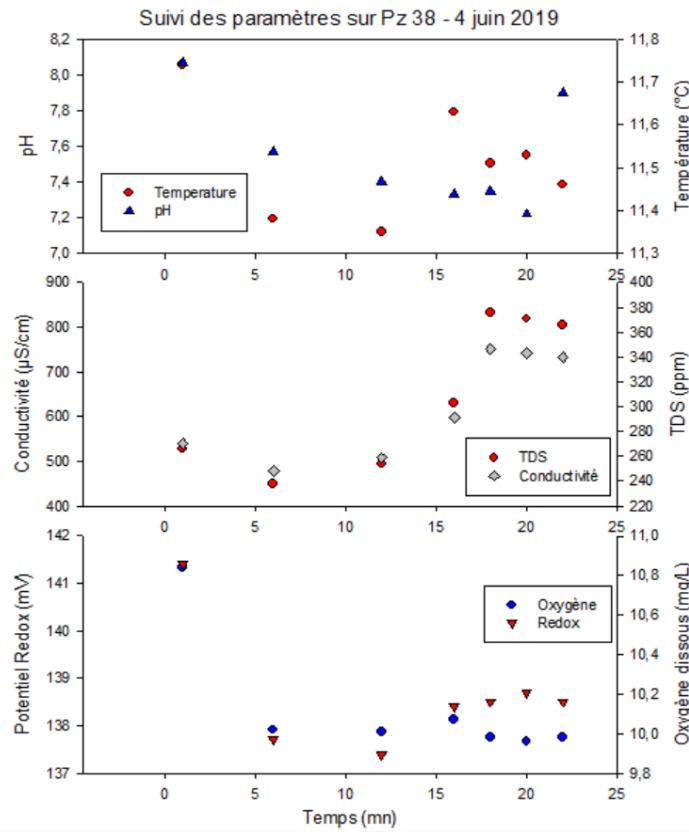 Suivi des paramètres sur Pz 38 - 4 juin 2019
8,2
8,0
7,8
7,6
7,4
7,2
7,0
pH
11,8
11,7
11,6
11,5
11,4
11,3
Température (°C)
Temperature
pH
0 5 10 15 20 25
900
800
700
600
500
400
Conductivité (µS/cm)
400
380
360
340
320
300
280
260
240
220
TDS (ppm)
TDS
Conductivité
0 5 10 15 20 25
142
141
140
139
138
137
Potentiel Redox (mV)
11,0
10,8
10,6
10,4
10,2
10,0
9,8
Oxygène dissous (mg/L)
Oxygène
Redox
0 5 10 15 20 25
Temps (mn)